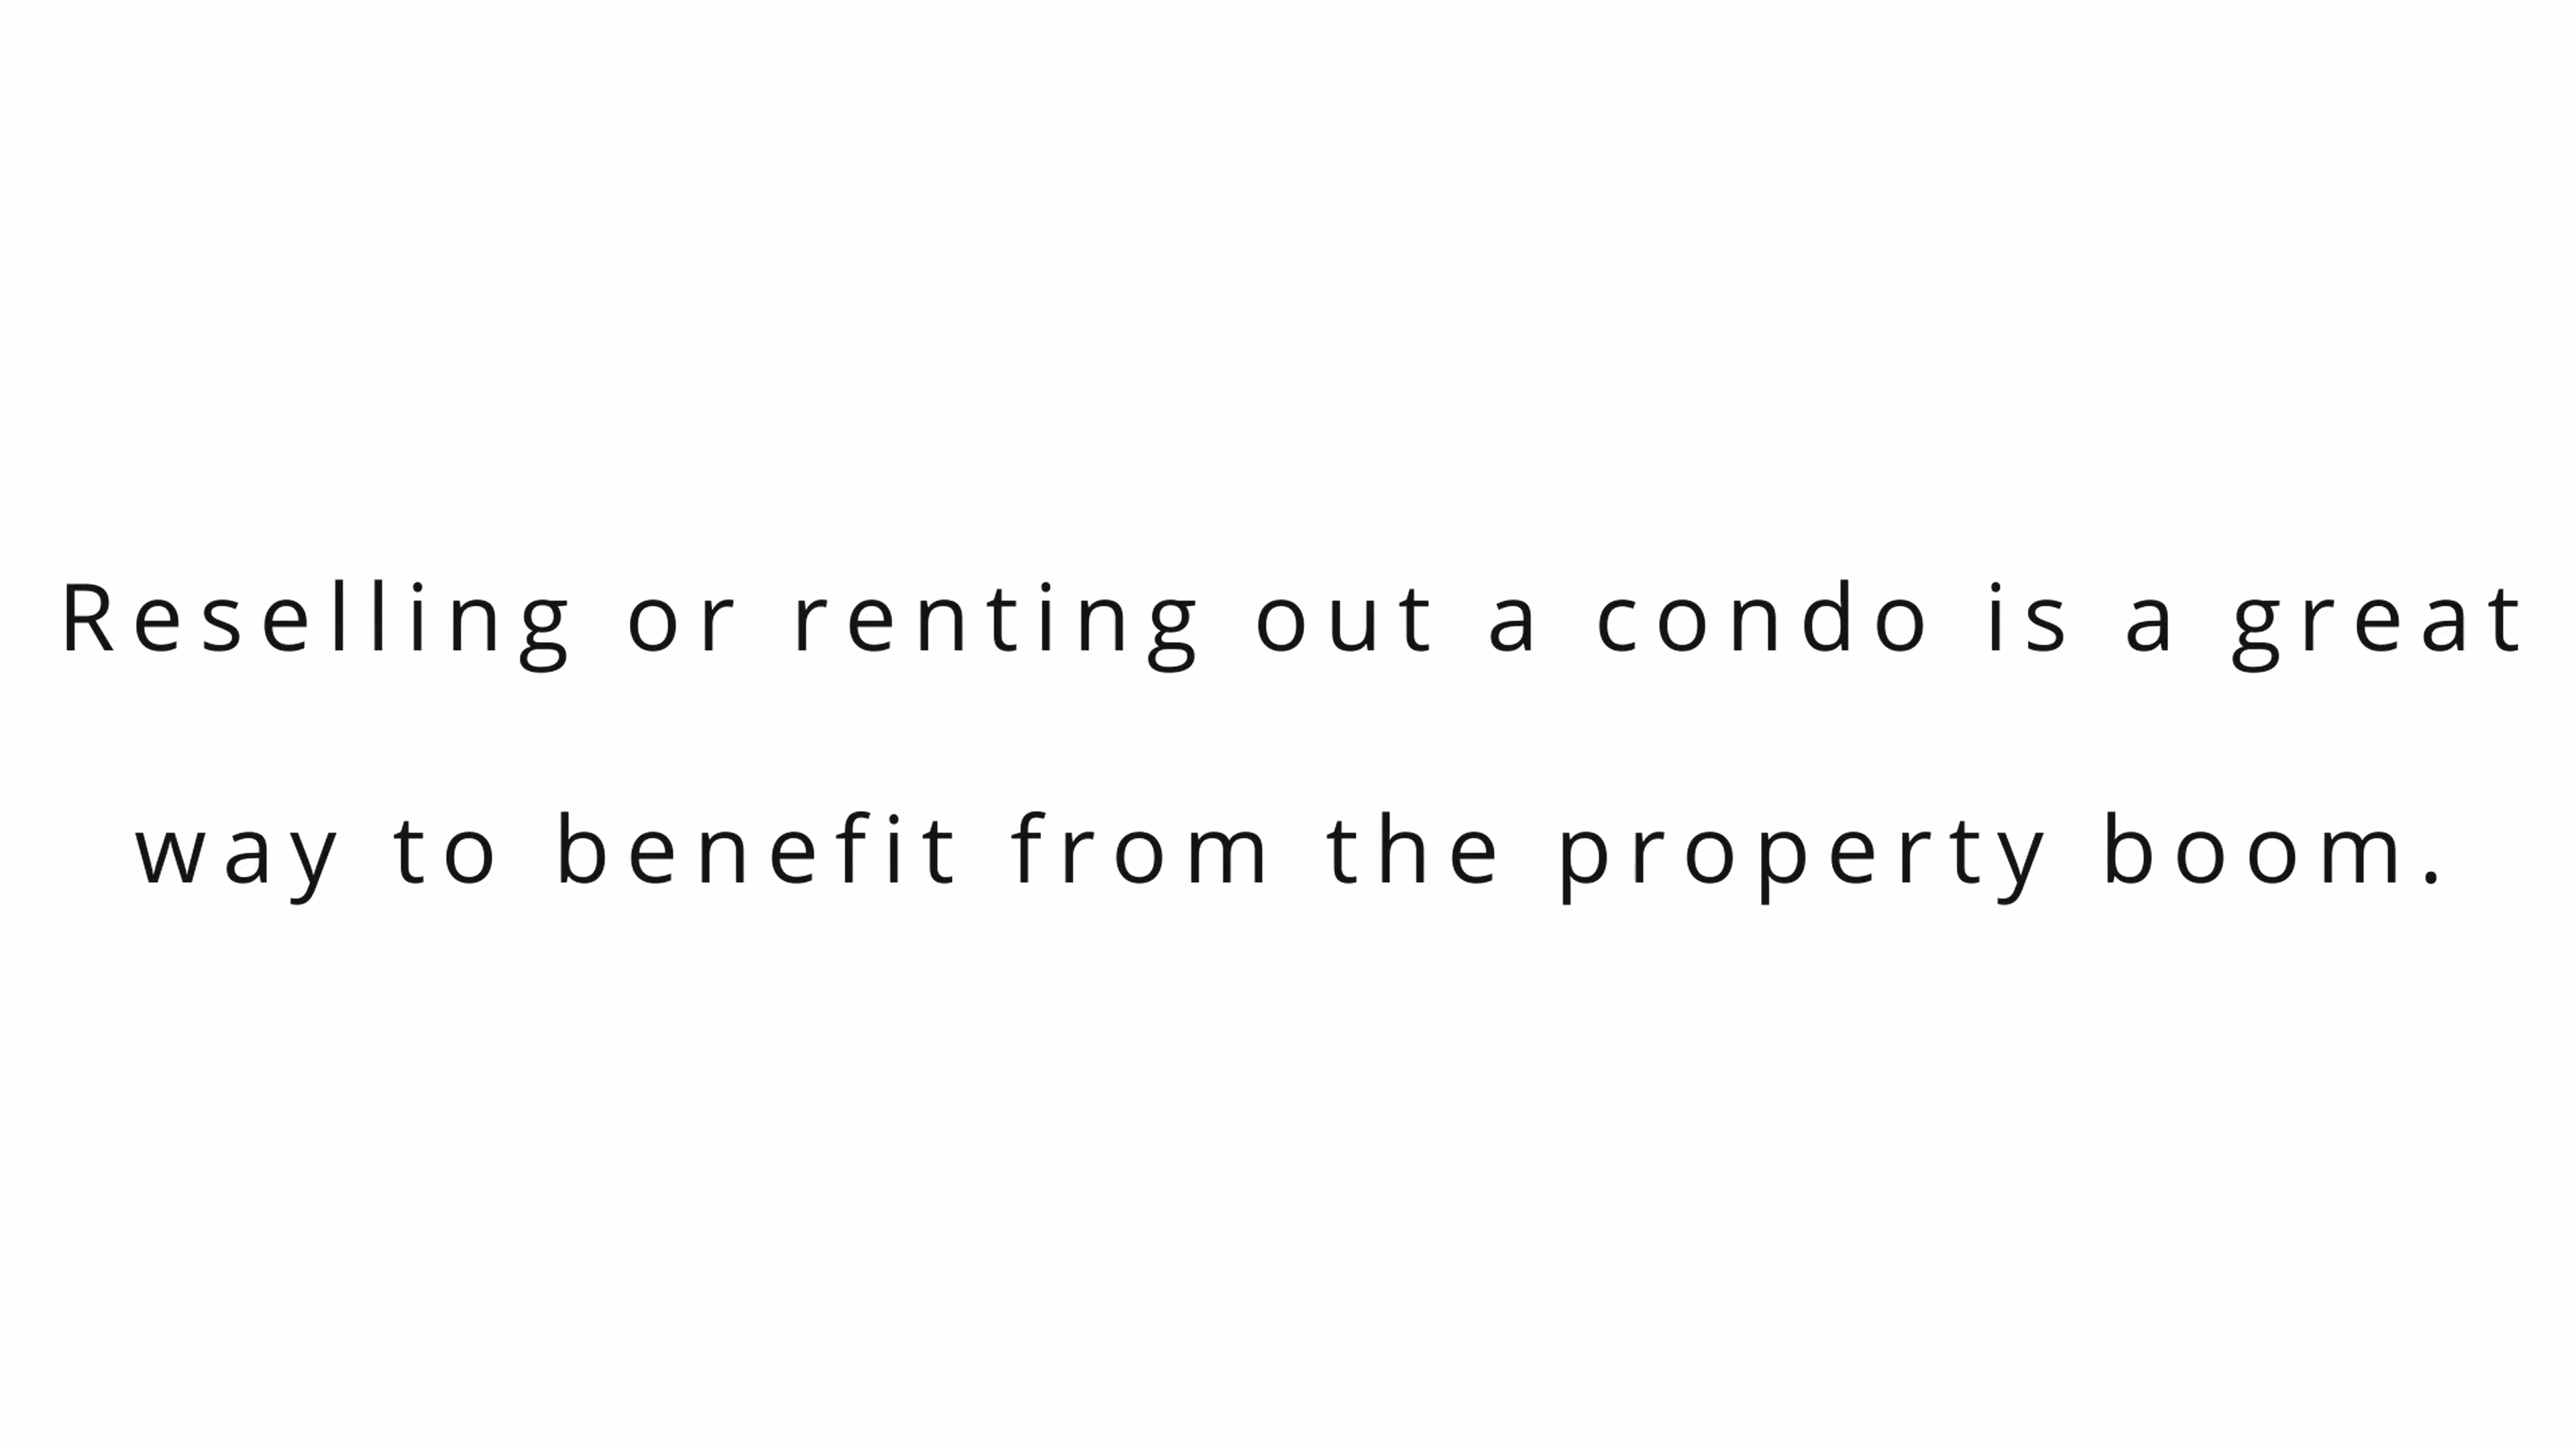 Reselling or renting out a condo is a great
way to benefit from the property boom.